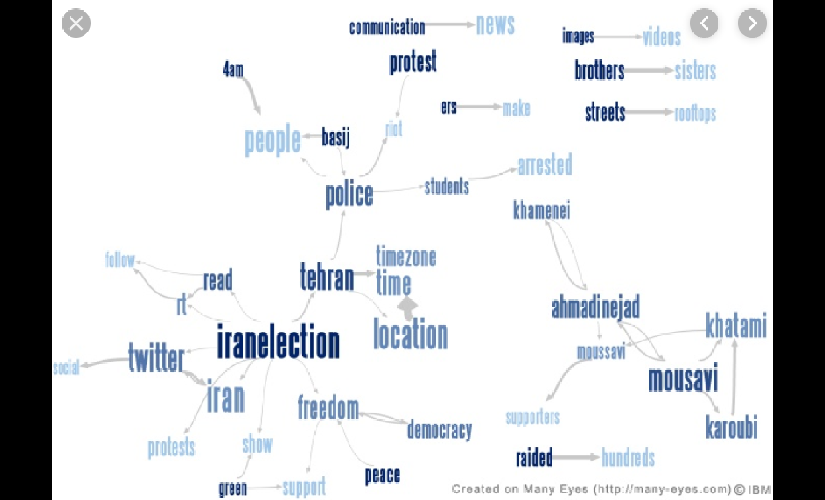 communication
news
images
videos
protest
4am
brothers
sisters
ers
make
streets
rooftops
people
basij
riot
police
students
arrested
khamenei
follow
read
rt
tehran
timezone
time
location
ahmadinejad
khatami
moussavi
mousavi
karoubi
supporters
iranelection
twitter
social
iran
freedom
democracy
protests
show
green
support
peace
raided
hundreds
Created on Many Eyes (http://many-eyes.com) © IBM